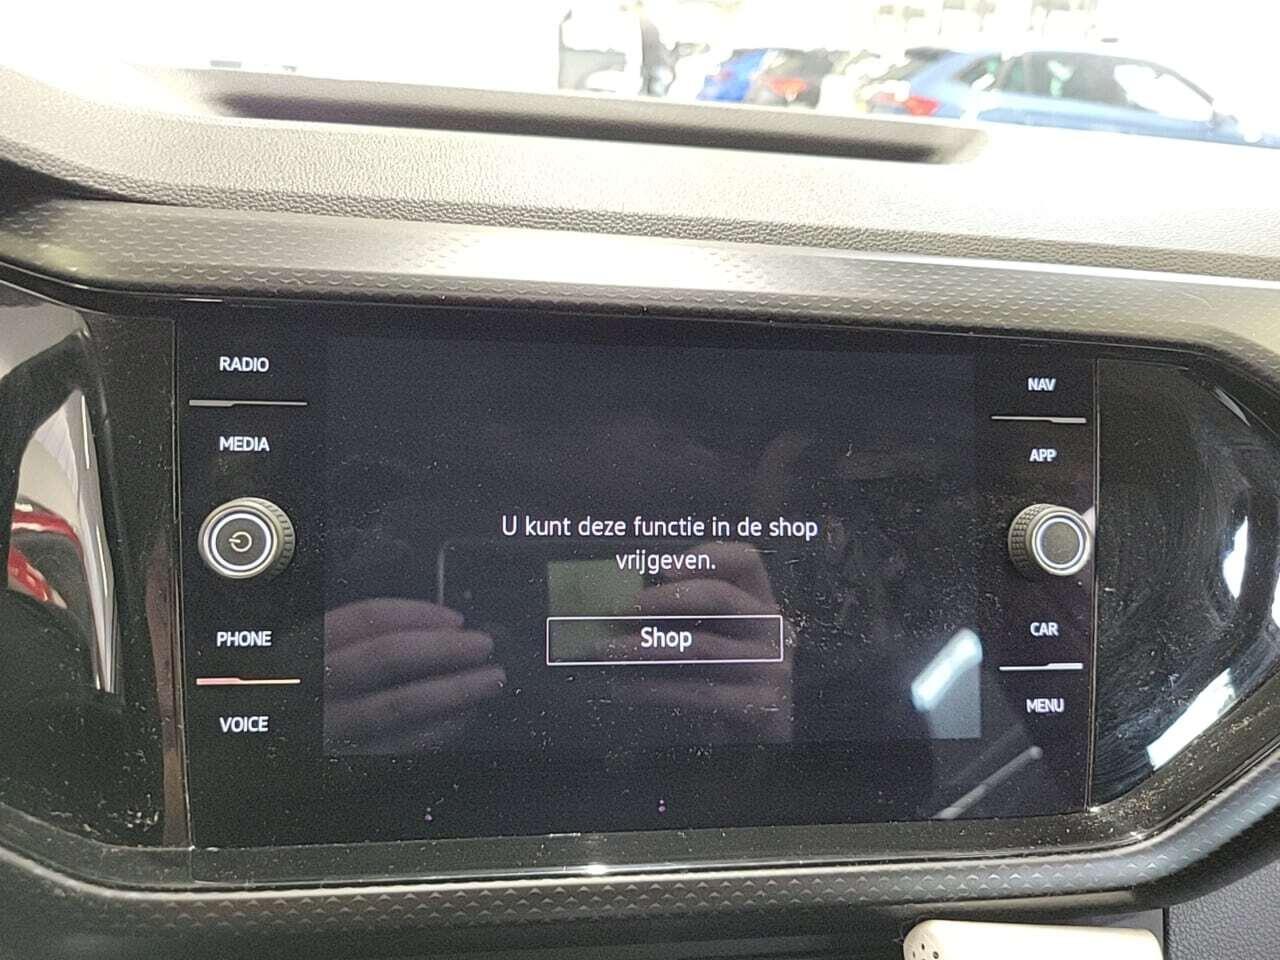 RADIO
MEDIA
PHONE
VOICE
U kunt deze functie in de shop
vrijgeven.
Shop
NAV
APP
CAR
MENU